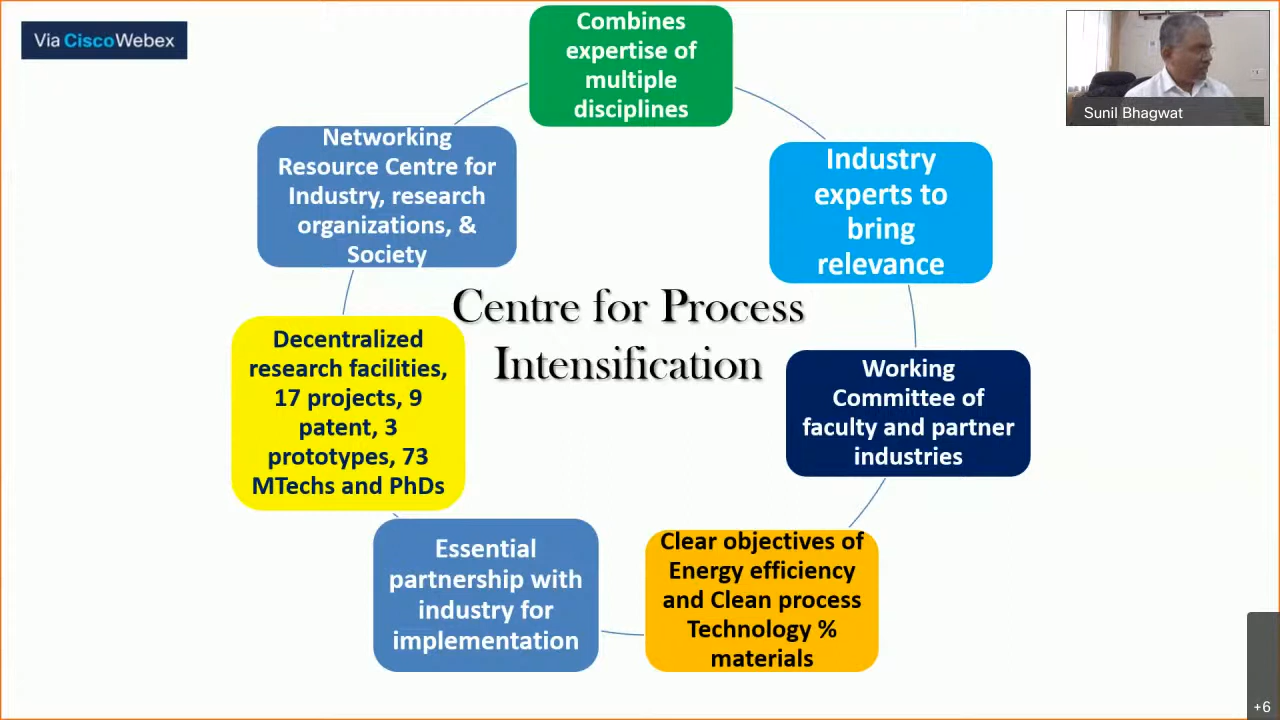 Via CiscoWebex
Combines
expertise of
multiple
disciplines
Sunil Bhagwat
Industry
experts to
bring
relevance
Working
Committee of
faculty and partner
industries
Clear objectives of
Energy efficiency
and Clean process
Technology %
materials
Essential
partnership with
industry for
implementation
Decentralized
research facilities,
17 projects, 9
patent, 3
prototypes, 73
MTechs and PhDs
Networking
Resource Centre for
Industry, research
organizations, &
Society
Centre for Process
Intensification
+6